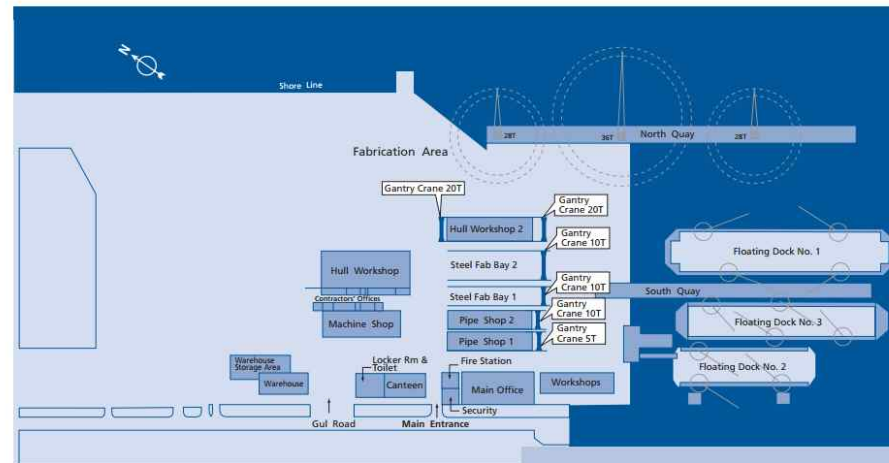 N
Shore Line
28T
36T
North Quay
28T
Fabrication Area
Gantry Crane 20T
Gantry
Crane 20T
Hull Workshop 2
Gantry
Crane 10T
Floating Dock No. 1
Hull Workshop
Steel Fab Bay 2
Gantry
Crane 10T
South Quay
Contractors' Offices
Steel Fab Bay 1
Gantry
Crane 10T
Machine Shop
Pipe Shop 2
Floating Dock No. 3
Gantry
Crane 5T
Pipe Shop 1
Warehouse
Storage Area
Locker Rm &
Toilet
Fire Station
Floating Dock No. 2
Warehouse
Canteen
Main Office
Workshops
Security
Gul Road
Main Entrance